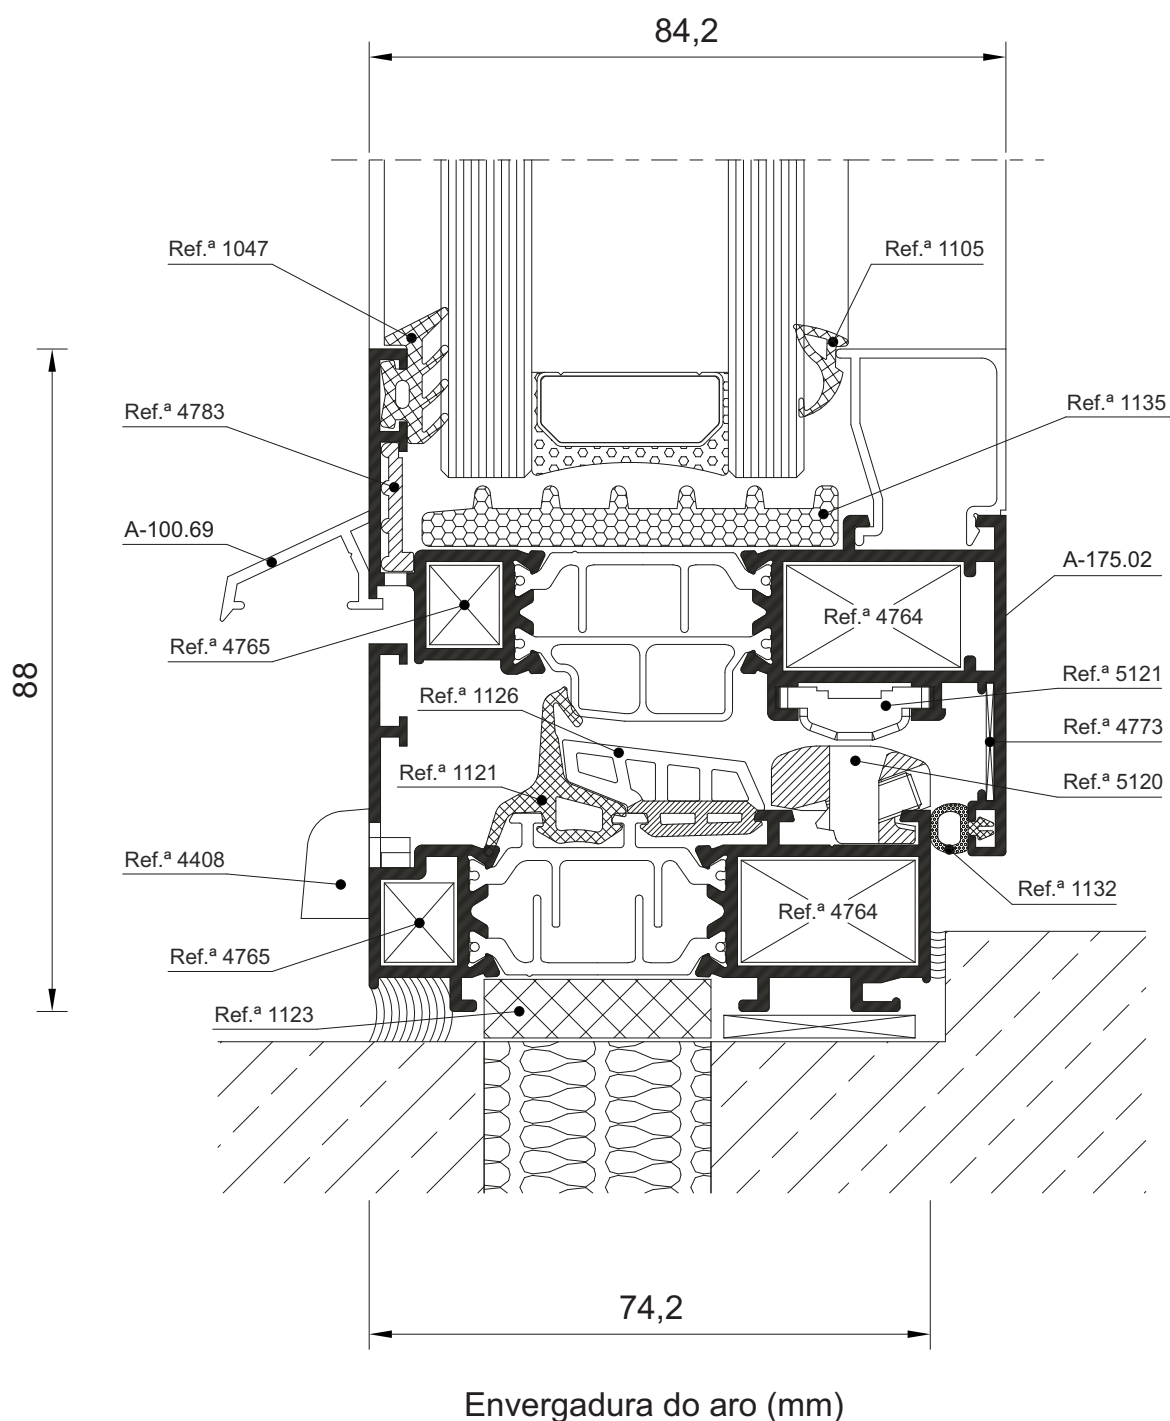 84,2
Ref.ª 1047
Ref.ª 1105
Ref.ª 4783
Ref.ª 1135
A-100.69
A-175.02
Ref.ª 4764
Ref.ª 4765
88
Ref.ª 5121
Ref.ª 1126
Ref.ª 4773
Ref.ª 1121
Ref.ª 5120
Ref.ª 4408
Ref.ª 1132
Ref.ª 4764
Ref.ª 4765
Ref.ª 1123
74,2
Envergadura do aro (mm)